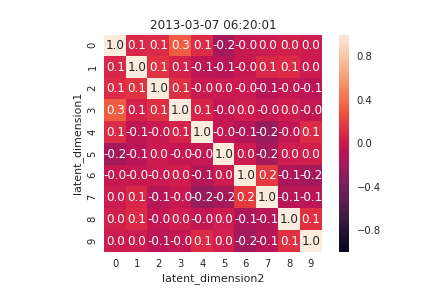 2013-03-07 06:20:01
latent_dimension1
0 1.0 0.1 0.1 0.3 0.1 -0.2 -0.0 0.0 0.0 0.0
1 0.1 1.0 0.1 0.1 -0.1 -0.1 -0.0 0.1 0.1 0.0
2 0.1 0.1 1.0 0.1 -0.0 0.0 -0.0 -0.1 -0.0 -0.1
3 0.3 0.1 0.1 1.0 0.1 -0.0 0.0 -0.0 -0.0 -0.0
4 0.1 -0.1 -0.0 0.1 1.0 -0.0 -0.1 -0.2 -0.0 0.1
5 -0.2 -0.1 0.0 -0.0 -0.0 1.0 0.0 -0.2 0.0 0.0
6 -0.0 -0.0 -0.0 0.0 -0.1 0.0 1.0 0.2 -0.1 -0.2
7 0.0 0.1 -0.1 -0.0 -0.2 -0.2 0.2 1.0 -0.1 -0.1
8 0.0 0.1 -0.0 -0.0 -0.0 0.0 -0.1 -0.1 1.0 0.1
9 0.0 0.0 -0.1 -0.0 0.1 0.0 -0.2 -0.1 0.1 1.0
0 1 2 3 4 5 6 7 8 9
latent_dimension2
0.8
0.4
0.0
-0.4
-0.8